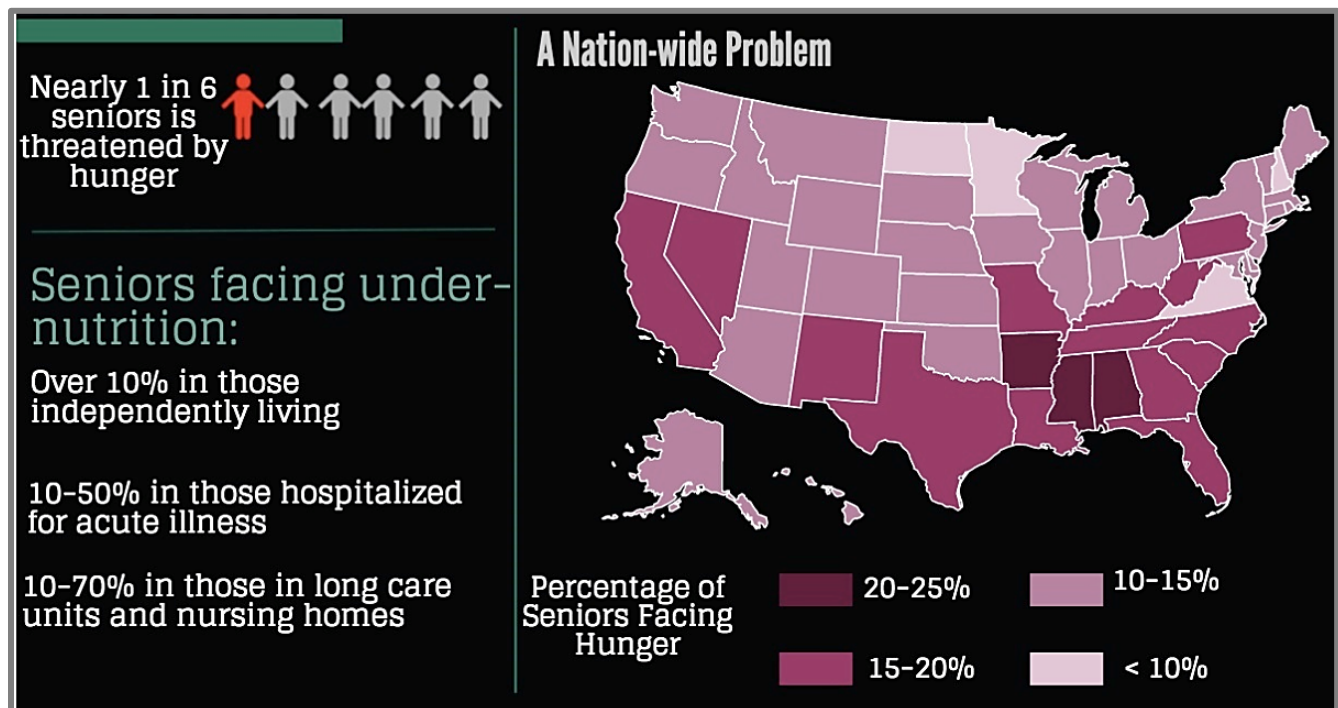 Nearly 1 in 6
seniors is
threatened by
hunger
Seniors facing under-
nutrition:
Over 10% in those
independently living
10-50% in those hospitalized
for acute illness
10-70% in those in long care
units and nursing homes
A Nation-wide Problem
Percentage of
Seniors Facing
Hunger
20-25%
10-15%
15-20%
< 10%